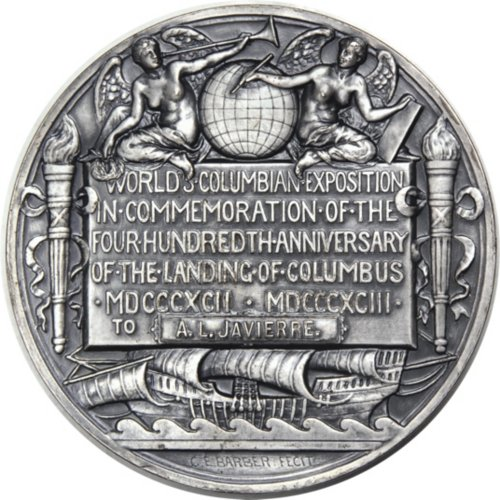 WORLD'S·COLUMBIAN·EXPOSITION
IN·COMMEMORATION·OF·THE
FOUR·HUNDREDTH·ANNIVERSARY
OF·THE·LANDING·OF·COLUMBUS
·MDCCCXCII·MDCCCXCIII·
TO A.L. JAVIERRE.
C·E·BARBER FECIT